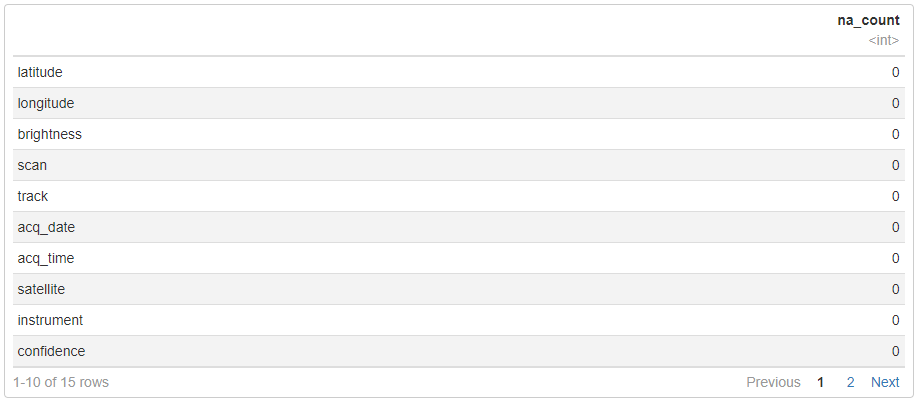 na_count
<int>
latitude 0
longitude 0
brightness 0
scan 0
track 0
acq_date 0
acq_time 0
satellite 0
instrument 0
confidence 0
1-10 of 15 rows Previous 1 2 Next